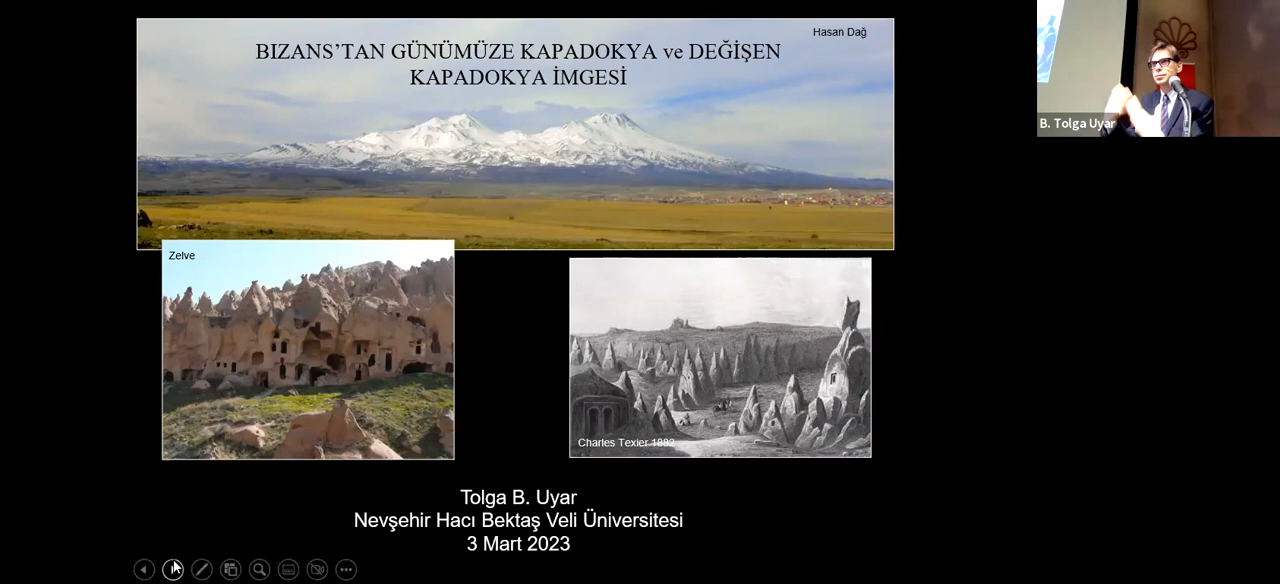 BIZANS’TAN GÜNÜMÜZE KAPADOKYA ve DEĞİŞEN
KAPADOKYA İMGESİ
Hasan Dağ
B. Tolga Uyar
Zelve
Charles Texier 1882
Tolga B. Uyar
Nevşehir Hacı Bektaş Veli Üniversitesi
3 Mart 2023